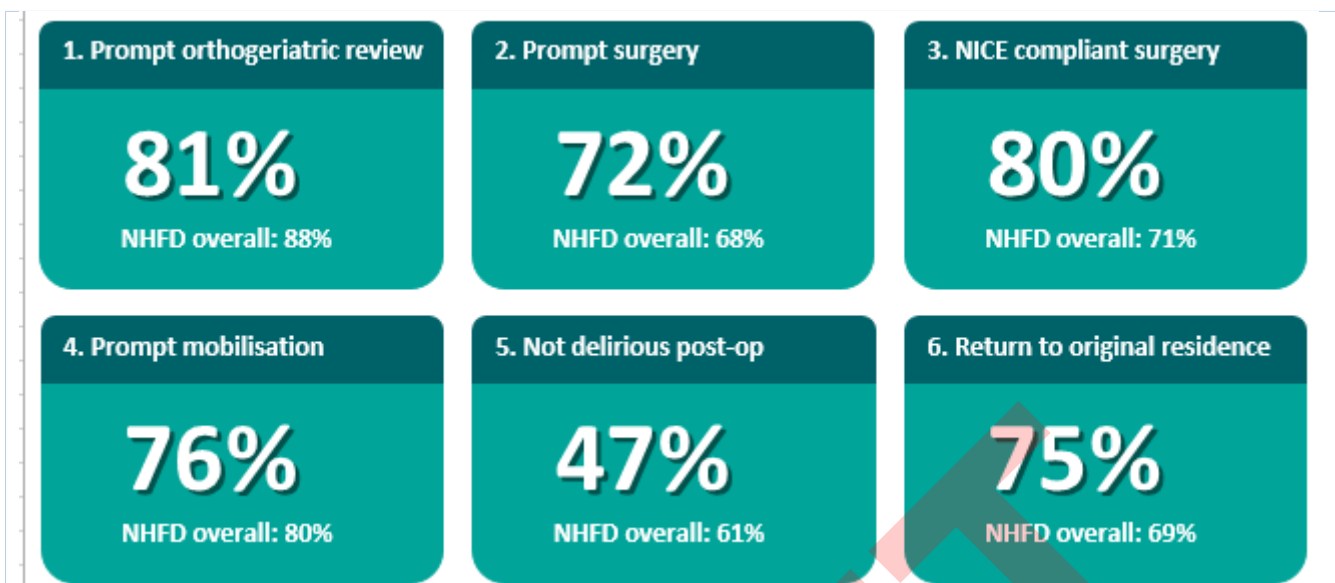 1. Prompt orthogeriatric review
81%
NHFD overall: 88%
2. Prompt surgery
72%
NHFD overall: 68%
3. NICE compliant surgery
80%
NHFD overall: 71%
4. Prompt mobilisation
76%
NHFD overall: 80%
5. Not delirious post-op
47%
NHFD overall: 61%
6. Return to original residence
75%
NHFD overall: 69%